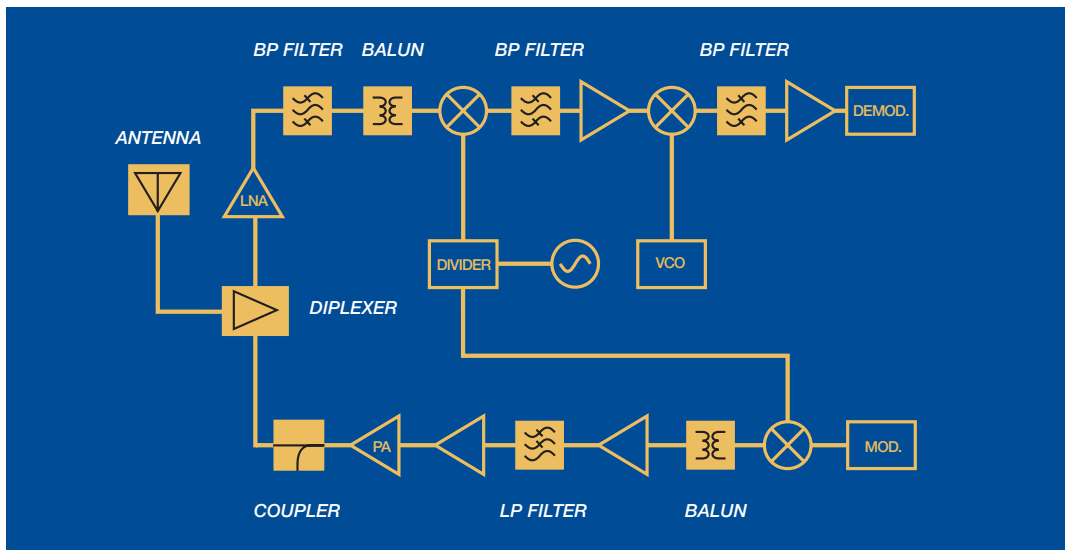 BP FILTER BALUN BP FILTER BP FILTER
DEMOD.
ANTENNA
LNA
DIVIDER VCO
DIPLEXER
PA MOD.
COUPLER LP FILTER BALUN